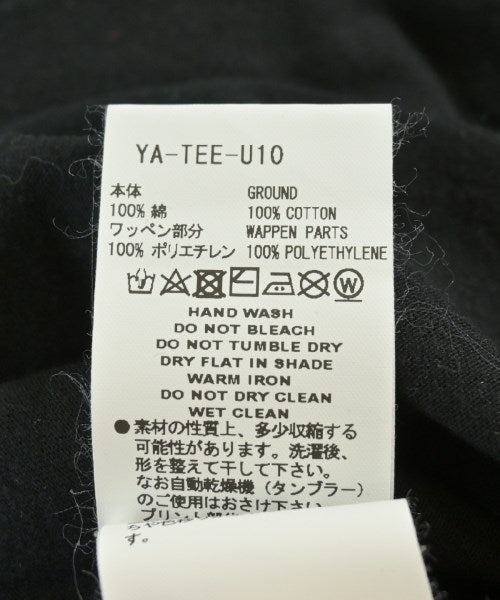 YA-TEE-U10
本体 GROUND
100% 綿 100% COTTON
ワッペン部分 WAPPEN PARTS
100% ポリエチレン 100% POLYETHYLENE
W
HAND WASH
DO NOT BLEACH
DO NOT TUMBLE DRY
DRY FLAT IN SHADE
WARM IRON
DO NOT DRY CLEAN
WET CLEAN
●素材の性質上、多少収縮する
可能性があります。洗濯後、
形を整えて干して下さい。
なお自動乾燥機（タンブラー）
のご使用はおさけ下さい。
プリント部
す。